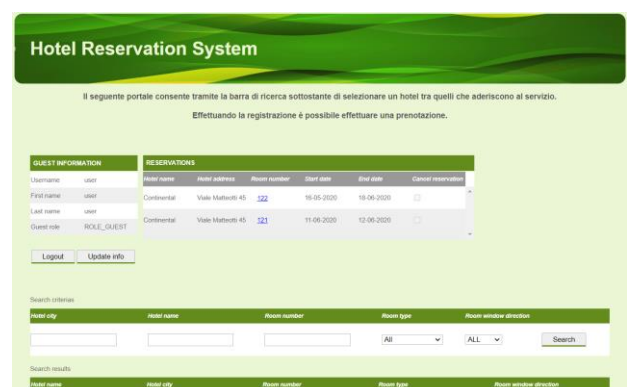 Hotel Reservation System
Il seguente portale consente tramite la barra di ricerca sottostante di selezionare un hotel tra quelli che aderiscono al servizio.
Effettuando la registrazione è possibile effettuare una prenotazione.
GUEST INFORMATION
Username user
First name user
Last name user
Guest role ROLE_GUEST
Logout Update info
RESERVATIONS
Hotel name Hotel address Room number Start date End date Cancel reservation
Continental Viale Matteotti 45 122 16-05-2020 18-06-2020
Continental Viale Matteotti 45 121 11-06-2020 12-06-2020
Search criterias
Hotel city Hotel name Room number Room type Room window direction
All ALL Search
Search results
Hotel name Hotel city Room number Room type Room window direction